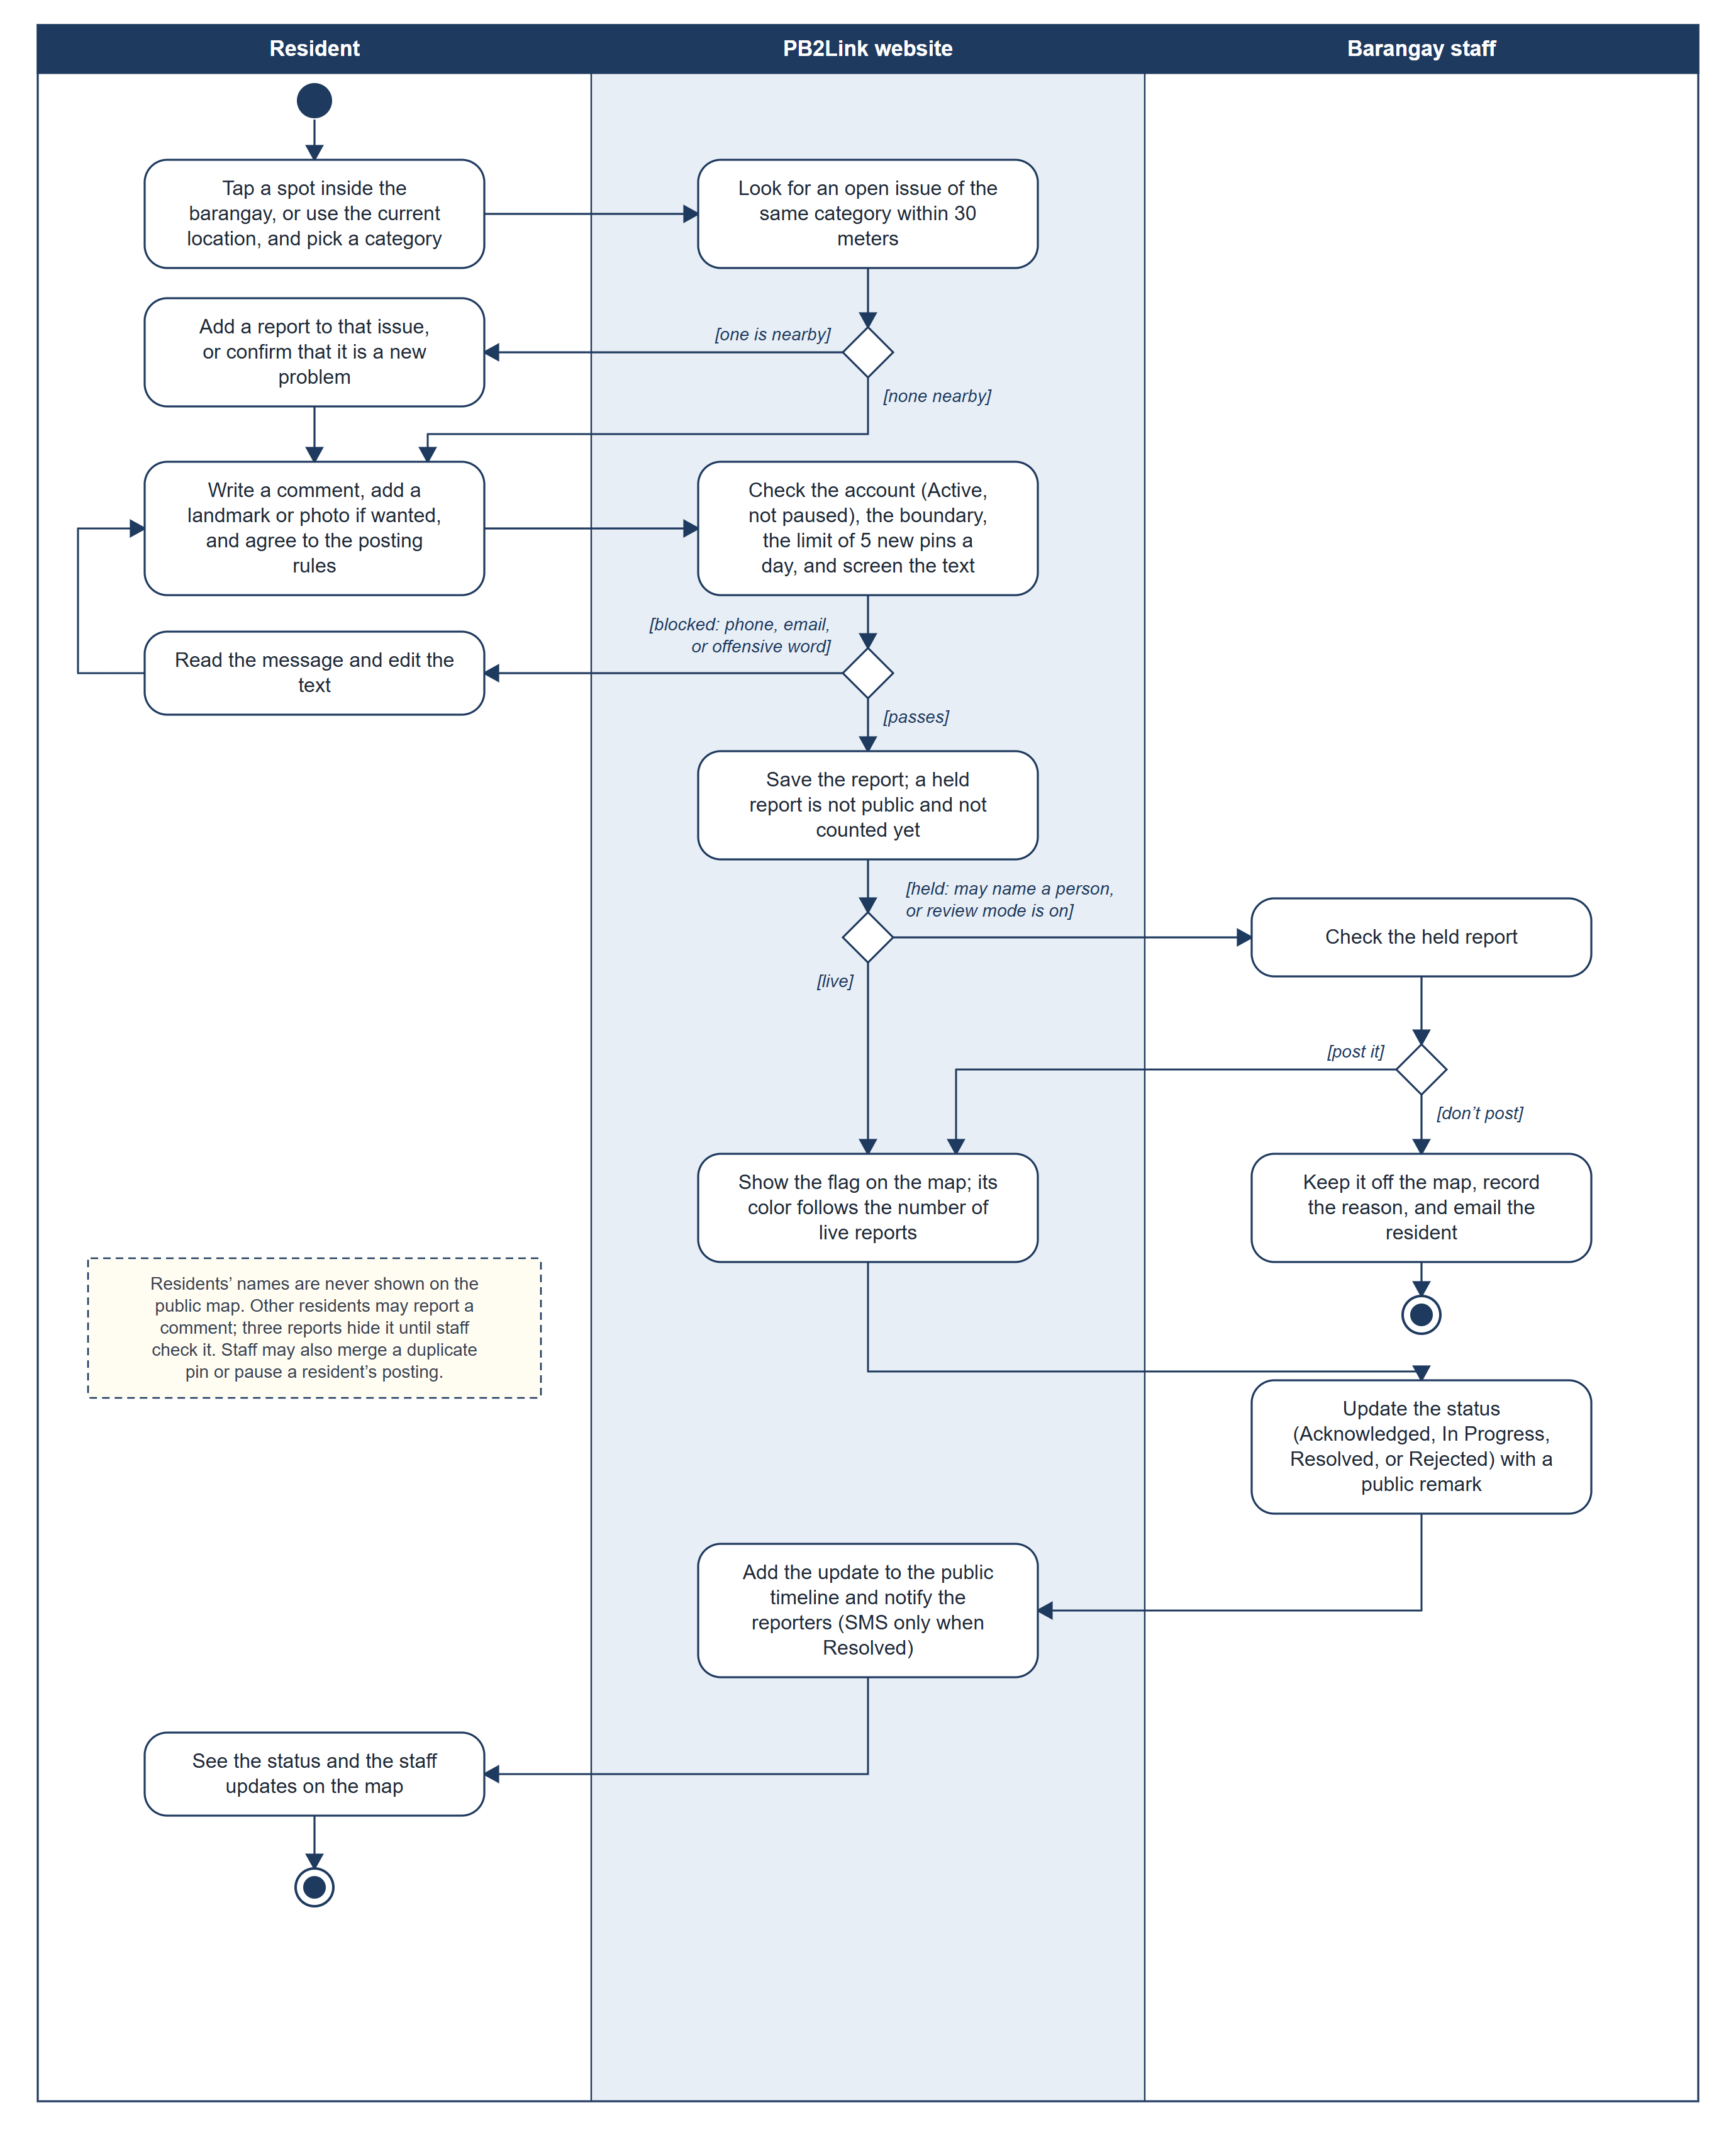 Resident
PB2Link website
Barangay staff
Tap a spot inside the
barangay, or use the current
location, and pick a category
Look for an open issue of the
same category within 30
meters
Add a report to that issue,
or confirm that it is a new
problem
[one is nearby]
[none nearby]
Write a comment, add a
landmark or photo if wanted,
and agree to the posting
rules
Check the account (Active,
not paused), the boundary,
the limit of 5 new pins a
day, and screen the text
[blocked: phone, email,
or offensive word]
Read the message and edit the
text
[passes]
Save the report; a held
report is not public and not
counted yet
[held: may name a person,
or review mode is on]
Check the held report
[live]
[post it]
[don’t post]
Show the flag on the map; its
color follows the number of
live reports
Keep it off the map, record
the reason, and email the
resident
Residents’ names are never shown on the
public map. Other residents may report a
comment; three reports hide it until staff
check it. Staff may also merge a duplicate
pin or pause a resident’s posting.
Update the status
(Acknowledged, In Progress,
Resolved, or Rejected) with a
public remark
Add the update to the public
timeline and notify the
reporters (SMS only when
Resolved)
See the status and the staff
updates on the map